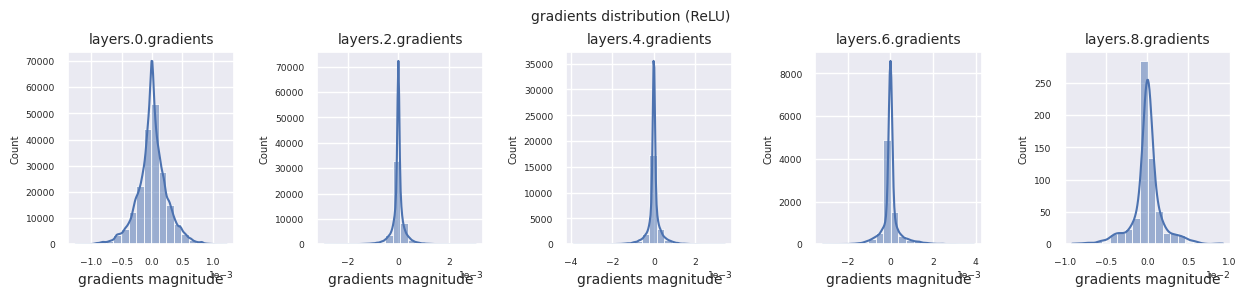 gradients distribution (ReLU)
layers.0.gradients
70000
60000
50000
40000
30000
20000
10000
0
Count
−1.0 −0.5 0.0 0.5 1.0
1e−3
gradients magnitude
layers.2.gradients
70000
60000
50000
40000
30000
20000
10000
0
Count
−2 0 2
1e−3
gradients magnitude
layers.4.gradients
35000
30000
25000
20000
15000
10000
5000
0
Count
−4 −2 0 2
1e−3
gradients magnitude
layers.6.gradients
8000
6000
4000
2000
0
Count
−2 0 2 4
1e−3
gradients magnitude
layers.8.gradients
250
200
150
100
50
0
Count
−1.0 −0.5 0.0 0.5 1.0
1e−2
gradients magnitude